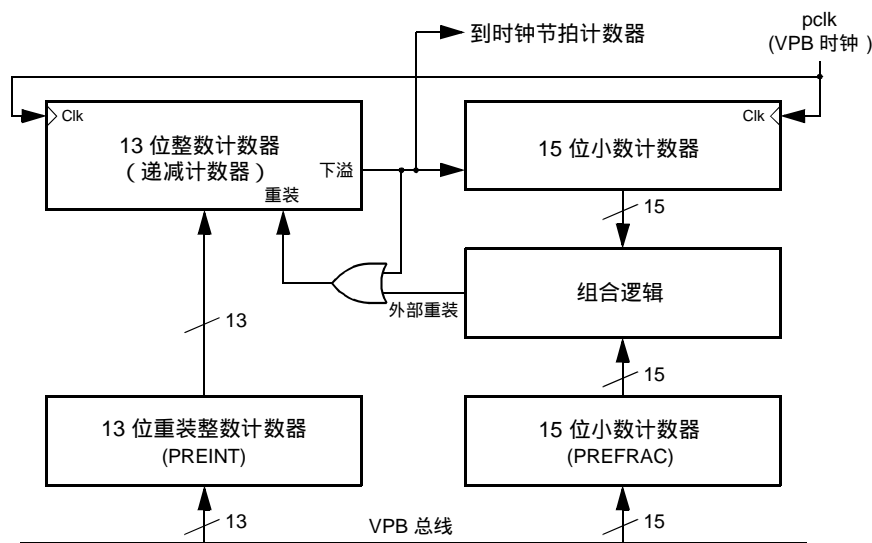 pclk
(VPB 时钟）
到时钟节拍计数器
Clk
13 位整数计数器
（递减计数器）
下溢
重装
Clk
15 位小数计数器
15
组合逻辑
外部重装
13
15
13 位重装整数计数器
(PREINT)
15 位小数计数器
(PREFRAC)
13
VPB 总线
15